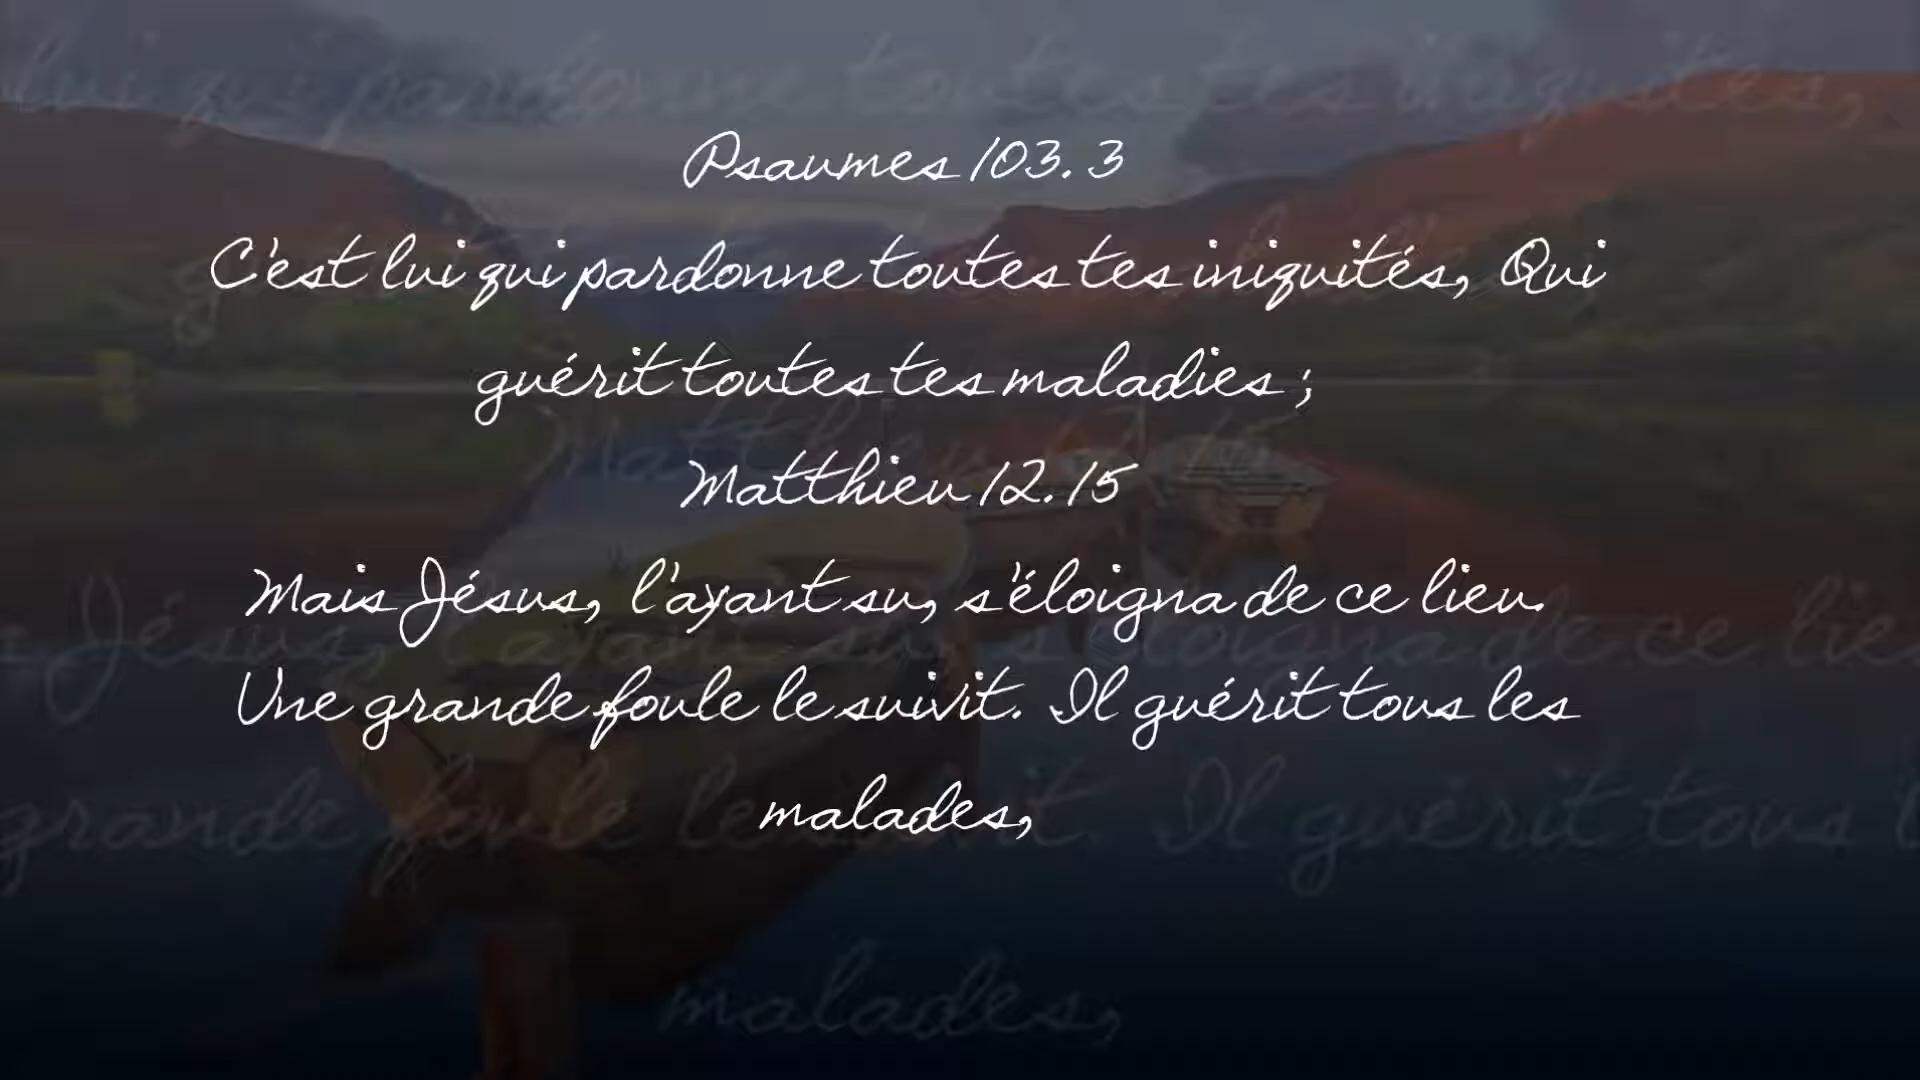 Psaumes 103.3
C'est lui qui pardonne toutes tes iniquités, Qui
guérit toutes tes maladies ;
Matthieu 12.15
Mais Jésus, l'ayant su, s'éloigna de ce lieu.
Une grande foule le suivit. Il guérit tous les
malades,